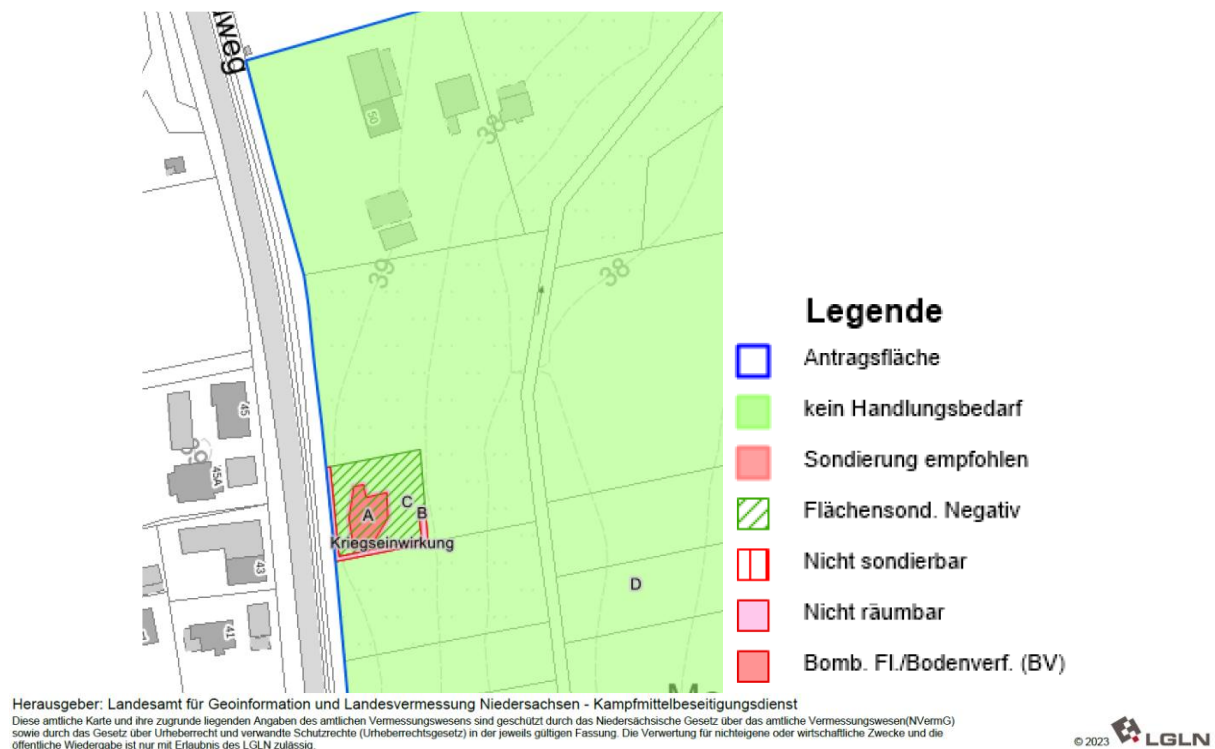 uweg
50
38
39
38
45
39
45A
A
C
B
Kriegseinwirkung
43
41
D
Legende
Antragsfläche
kein Handlungsbedarf
Sondierung empfohlen
Flächensond. Negativ
Nicht sondierbar
Nicht räumbar
Bomb. Fl./Bodenverf. (BV)
Herausgeber: Landesamt für Geoinformation und Landesvermessung Niedersachsen - Kampfmittelbeseitigungsdienst
Diese amtliche Karte und ihre zugrunde liegenden Angaben des amtlichen Vermessungswesens sind geschützt durch das Niedersächsische Gesetz über das amtliche Vermessungswesen(NVermG)
sowie durch das Gesetz über Urheberrecht und verwandte Schutzrechte (Urheberrechtsgesetz) in der jeweils gültigen Fassung. Die Verwertung für nichteigene oder wirtschaftliche Zwecke und die
öffentliche Wiedergabe ist nur mit Erlaubnis des LGLN zulässig.
© 2023 LGLN